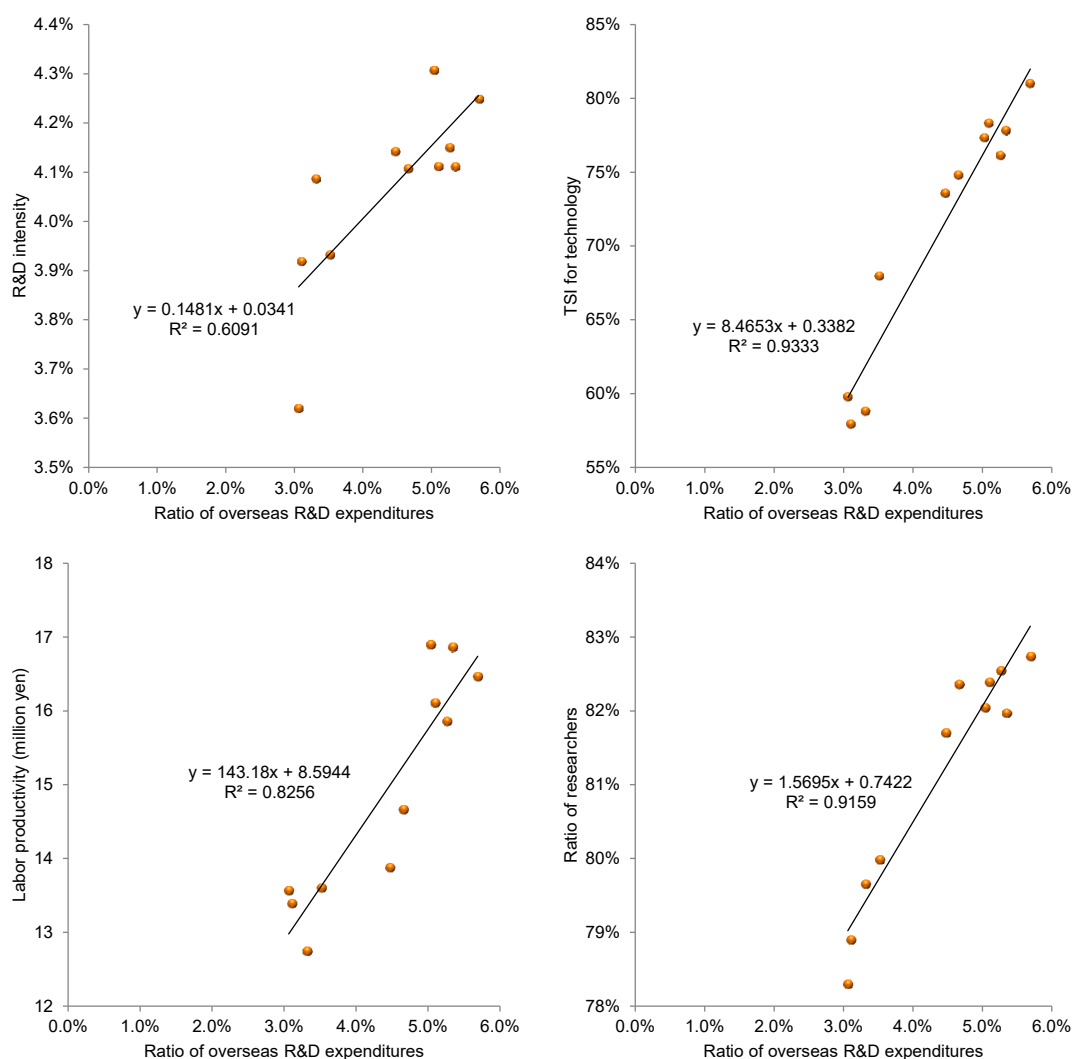 4.4%
4.3%
4.2%
4.1%
4.0%
3.9%
3.8%
3.7%
3.6%
3.5%
R&D intensity
y = 0.1481x + 0.0341
R² = 0.6091
0.0% 1.0% 2.0% 3.0% 4.0% 5.0% 6.0%
Ratio of overseas R&D expenditures
85%
80%
75%
70%
65%
60%
55%
TSI for technology
y = 8.4653x + 0.3382
R² = 0.9333
0.0% 1.0% 2.0% 3.0% 4.0% 5.0% 6.0%
Ratio of overseas R&D expenditures
18
17
16
15
14
13
12
Labor productivity (million yen)
y = 143.18x + 8.5944
R² = 0.8256
0.0% 1.0% 2.0% 3.0% 4.0% 5.0% 6.0%
Ratio of overseas R&D expenditures
84%
83%
82%
81%
80%
79%
78%
Ratio of researchers
y = 1.5695x + 0.7422
R² = 0.9159
0.0% 1.0% 2.0% 3.0% 4.0% 5.0% 6.0%
Ratio of overseas R&D expenditures